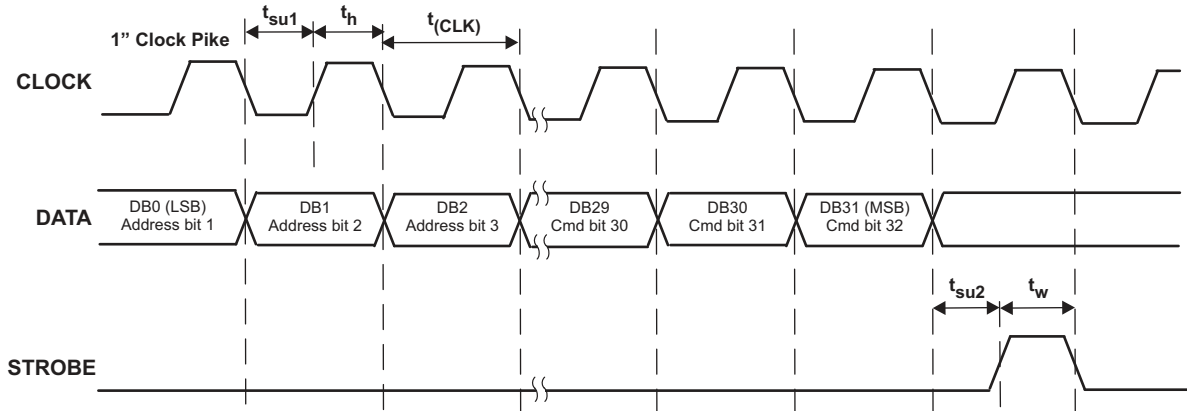 t_su1 t_h t_(CLK)
1” Clock Pike
CLOCK
DATA
DB0 (LSB)
Address bit 1
DB1
Address bit 2
DB2
Address bit 3
DB29
Cmd bit 30
DB30
Cmd bit 31
DB31 (MSB)
Cmd bit 32
t_su2 t_w
STROBE